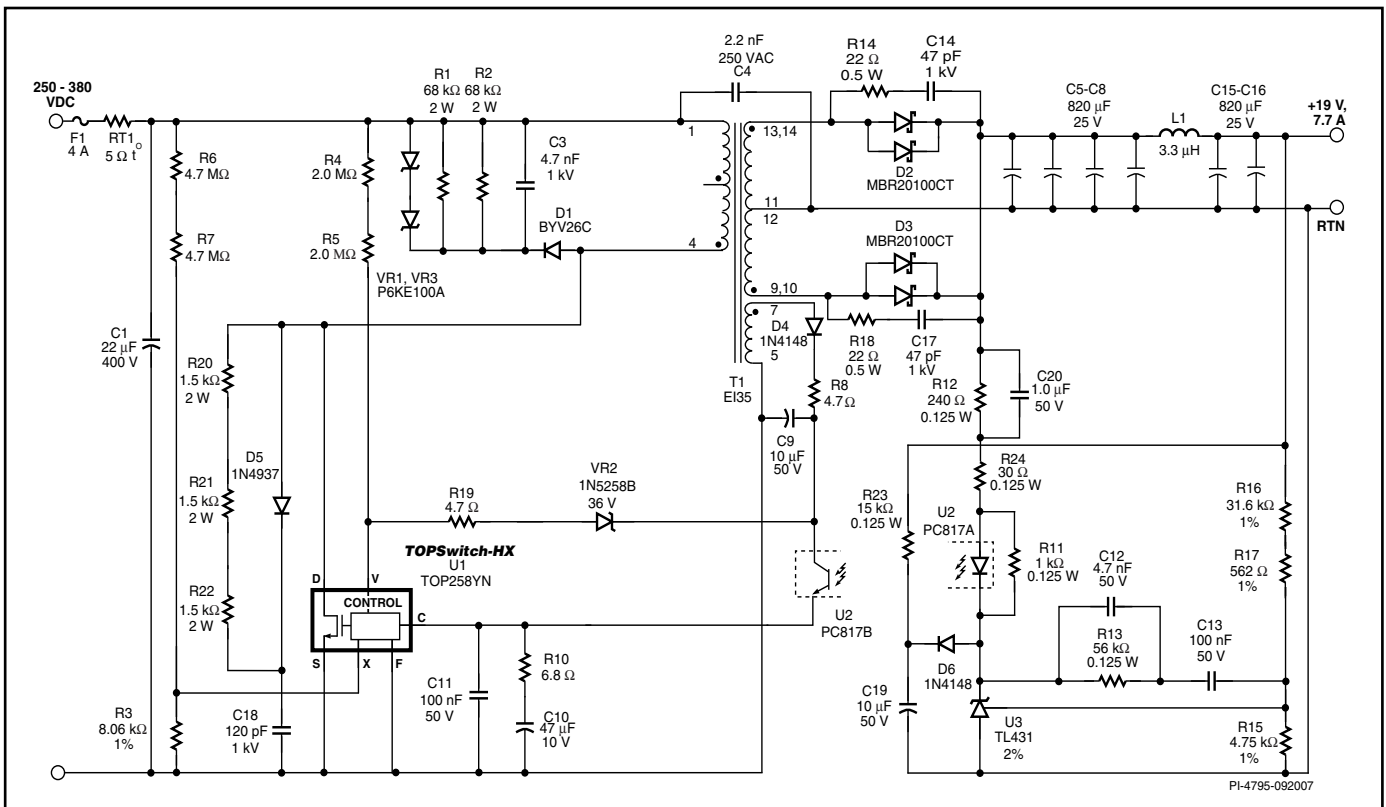 250 - 380
VDC
F1
4 A
RT1
5 Ω
t
o
R6
4.7 MΩ
R7
4.7 MΩ
C1
22 µF
400 V
R4
2.0 MΩ
R5
2.0 MΩ
R1
68 kΩ
2 W
R2
68 kΩ
2 W
C3
4.7 nF
1 kV
D1
BYV26C
VR1, VR3
P6KE100A
2.2 nF
250 VAC
C4
1
4
13,14
11
12
9,10
7
5
T1
EI35
R14
22 Ω
0.5 W
C14
47 pF
1 kV
D2
MBR20100CT
D3
MBR20100CT
C5-C8
820 µF
25 V
L1
3.3 µH
C15-C16
820 µF
25 V
+19 V,
7.7 A
RTN
D4
1N4148
R8
4.7Ω
R18
22 Ω
0.5 W
C17
47 pF
1 kV
R12
240 Ω
0.125 W
C20
1.0 µF
50 V
C9
10 µF
50 V
R20
1.5 kΩ
2 W
D5
1N4937
R21
1.5 kΩ
2 W
R22
1.5 kΩ
2 W
R19
4.7 Ω
VR2
1N5258B
36 V
R24
30 Ω
0.125 W
R23
15 kΩ
0.125 W
U2
PC817A
R11
1 kΩ
0.125 W
R16
31.6 kΩ
1%
R17
562 Ω
1%
C12
4.7 nF
50 V
R13
56 kΩ
0.125 W
C13
100 nF
50 V
TOPSwitch-HX
U1
TOP258YN
D
V
CONTROL
C
S
X
F
U2
PC817B
R10
6.8 Ω
C11
100 nF
50 V
C10
47 µF
10 V
D6
1N4148
C19
10 µF
50 V
U3
TL431
2%
R15
4.75 kΩ
1%
R3
8.06 kΩ
1%
C18
120 pF
1 kV
PI-4795-092007